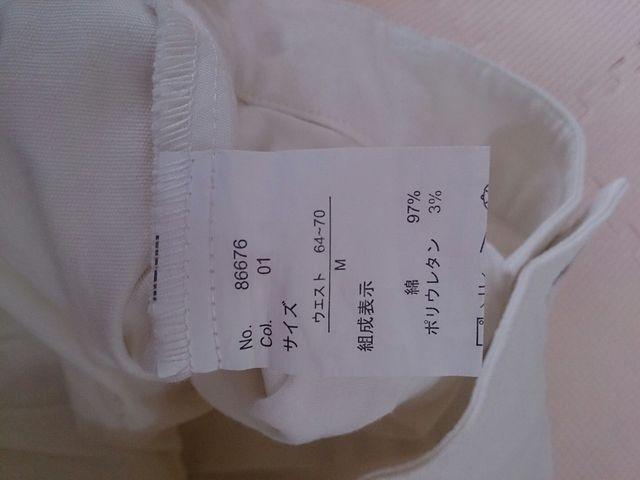 No. 86676
Col. 01
サイズ
ウエスト 64~70
M
組成表示
綿 97%
ポリウレタン 3%